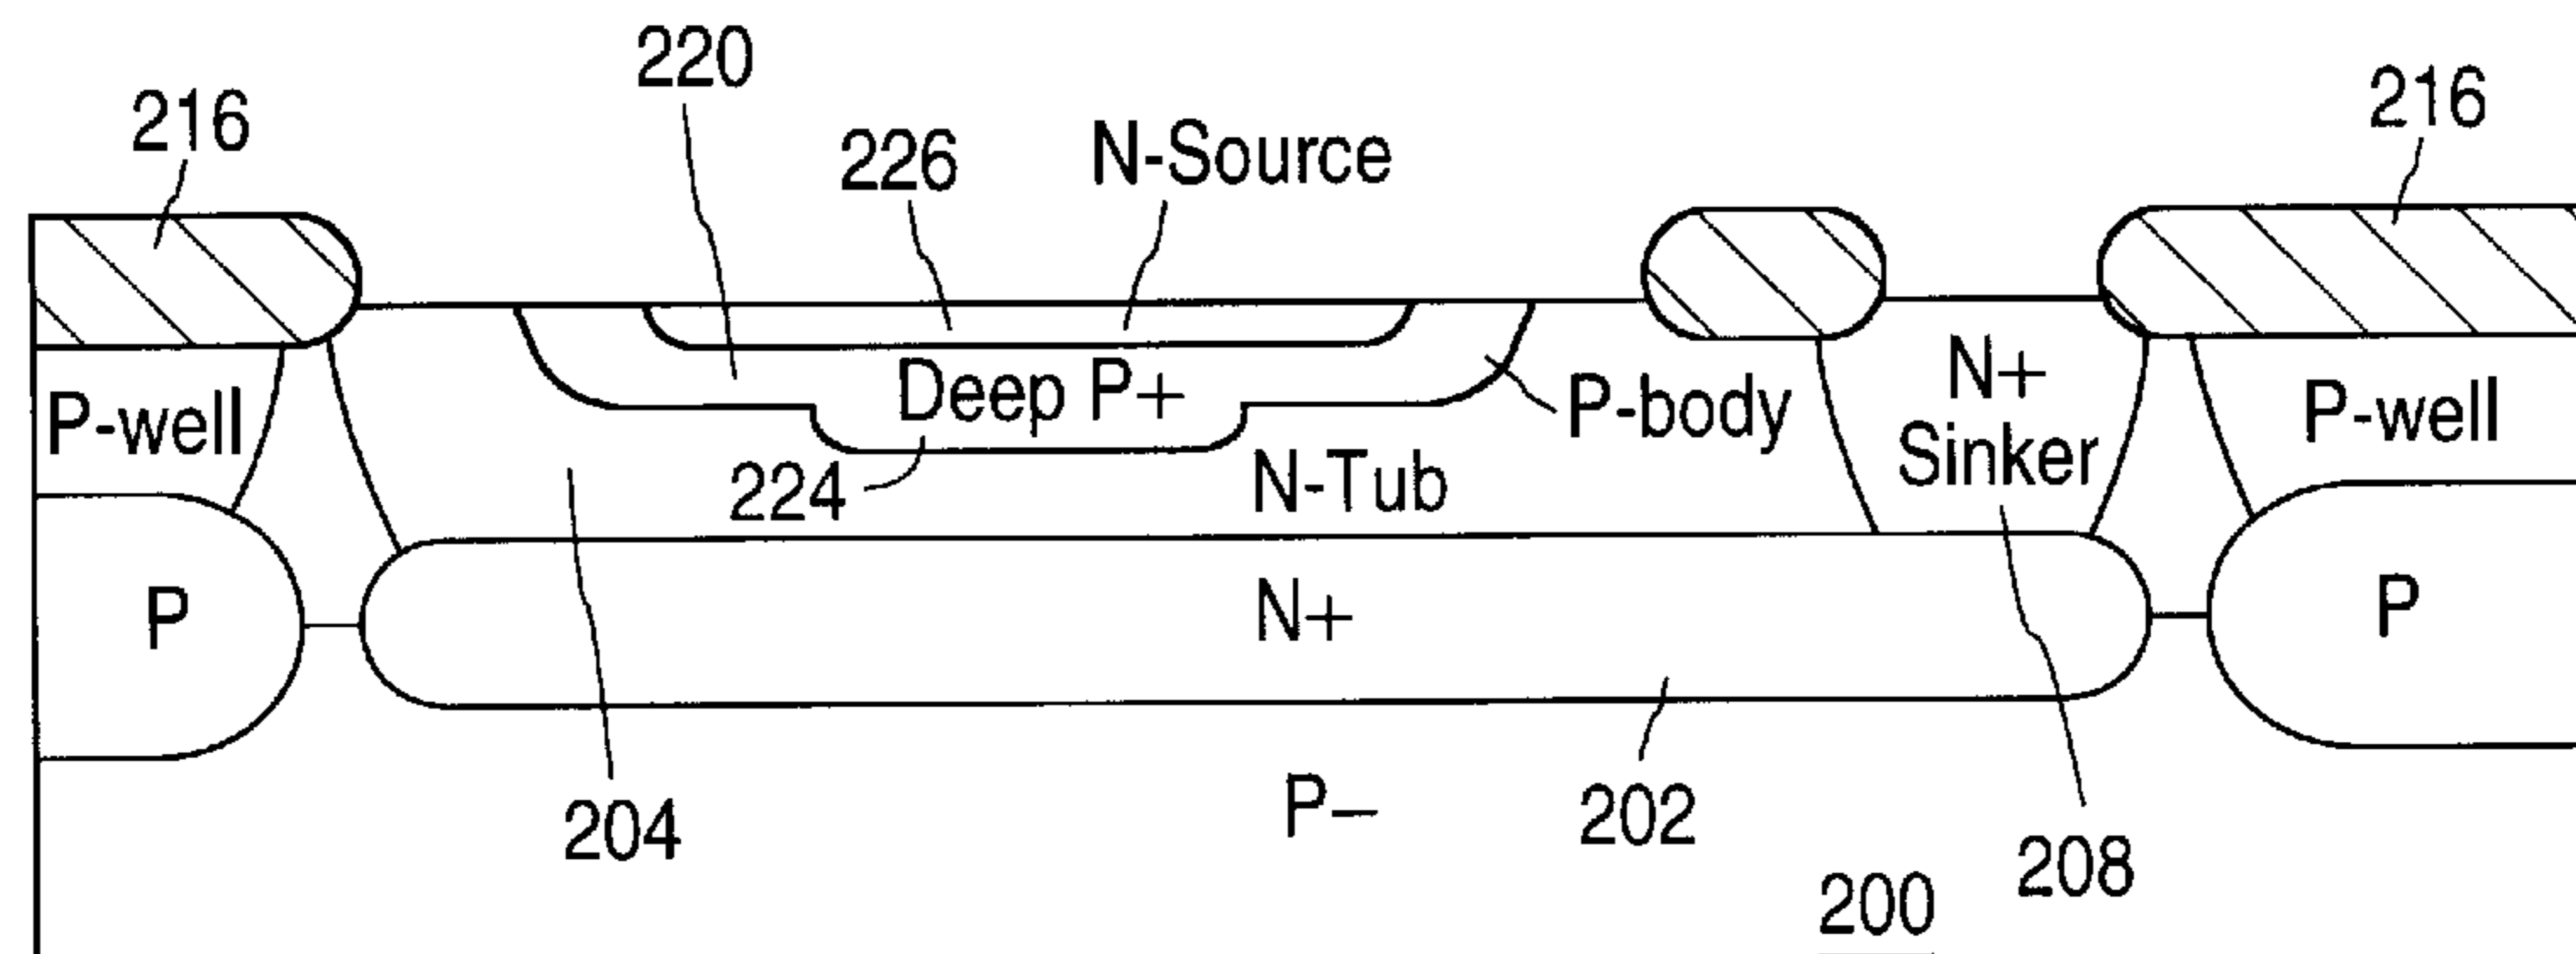 220
216
216
226
N-Source
Deep P+
N+
Sinker
P-well
P-body
P-well
224
N-Tub
P
N+
P
204
P–
202
208
200